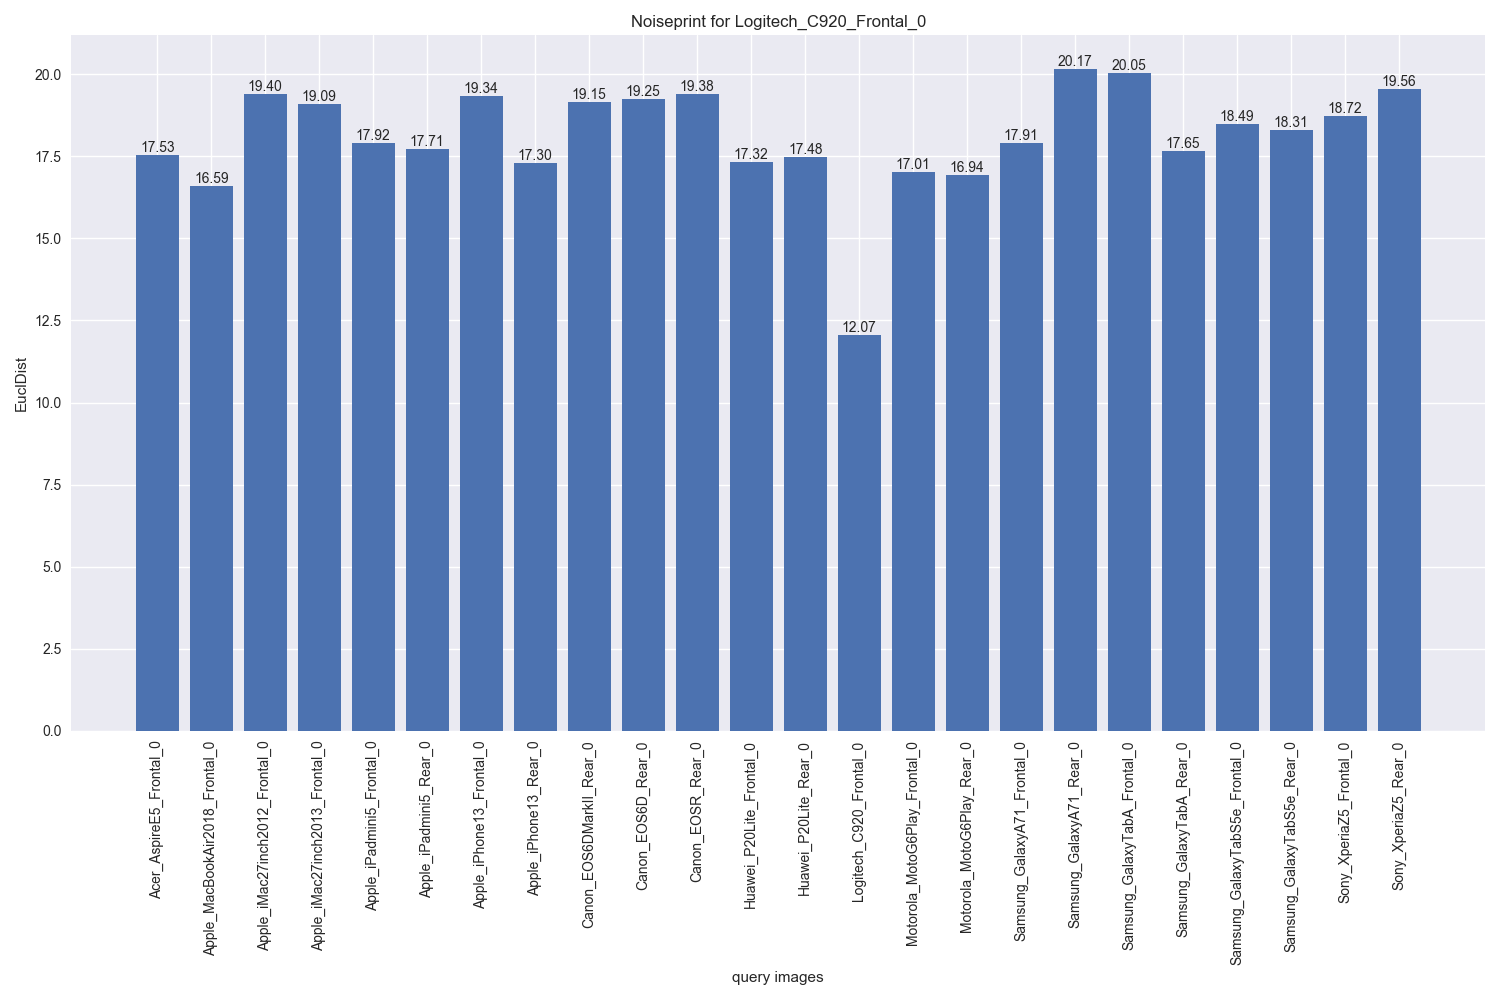 Noiseprint for Logitech_C920_Frontal_0
EuclDist
20.0
17.5
15.0
12.5
10.0
7.5
5.0
2.5
0.0
17.53
16.59
19.40
19.09
17.92
17.71
19.34
17.30
19.15
19.25
19.38
17.32
17.48
12.07
17.01
16.94
17.91
20.17
20.05
17.65
18.49
18.31
18.72
19.56
Acer_AspireE5_Frontal_0
Apple_MacBookAir2018_Frontal_0
Apple_iMac27inch2012_Frontal_0
Apple_iMac27inch2013_Frontal_0
Apple_iPadmini5_Frontal_0
Apple_iPadmini5_Rear_0
Apple_iPhone13_Frontal_0
Apple_iPhone13_Rear_0
Canon_EOS6DMarkII_Rear_0
Canon_EOS6D_Rear_0
Canon_EOSR_Rear_0
Huawei_P20Lite_Frontal_0
Huawei_P20Lite_Rear_0
Logitech_C920_Frontal_0
Motorola_MotoG6Play_Frontal_0
Motorola_MotoG6Play_Rear_0
Samsung_GalaxyA71_Frontal_0
Samsung_GalaxyA71_Rear_0
Samsung_GalaxyTabA_Frontal_0
Samsung_GalaxyTabA_Rear_0
Samsung_GalaxyTabS5e_Frontal_0
Samsung_GalaxyTabS5e_Rear_0
Sony_XperiaZ5_Frontal_0
Sony_XperiaZ5_Rear_0
query images